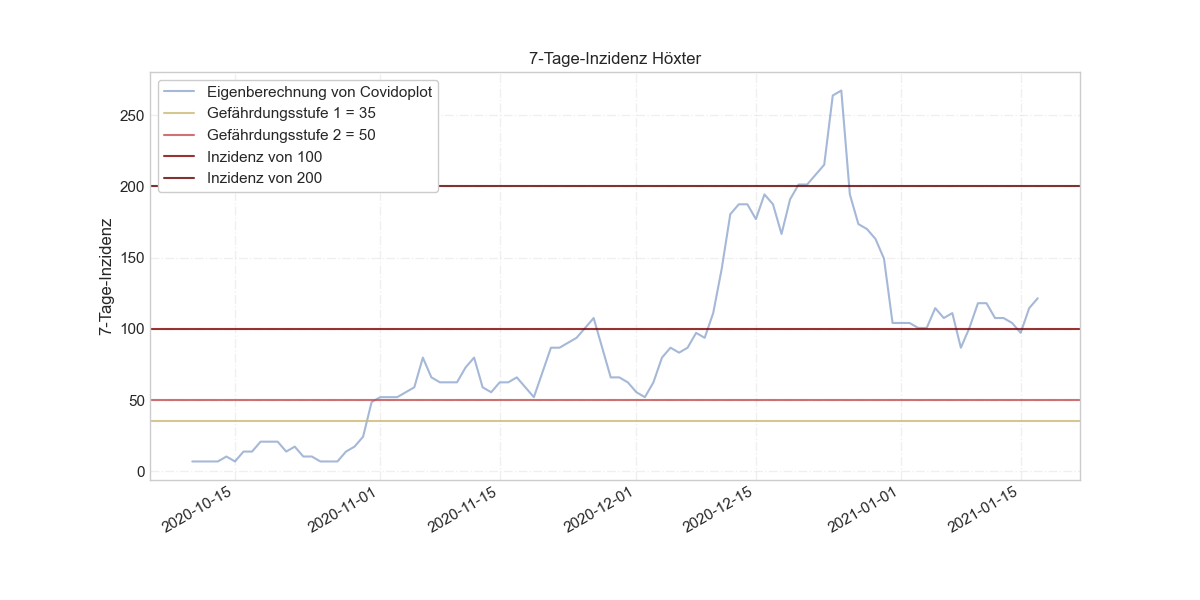 7-Tage-Inzidenz Höxter
Eigenberechnung von Covidoplot
Gefährdungsstufe 1 = 35
Gefährdungsstufe 2 = 50
Inzidenz von 100
Inzidenz von 200
7-Tage-Inzidenz
250
200
150
100
50
0
2020-10-15
2020-11-01
2020-11-15
2020-12-01
2020-12-15
2021-01-01
2021-01-15